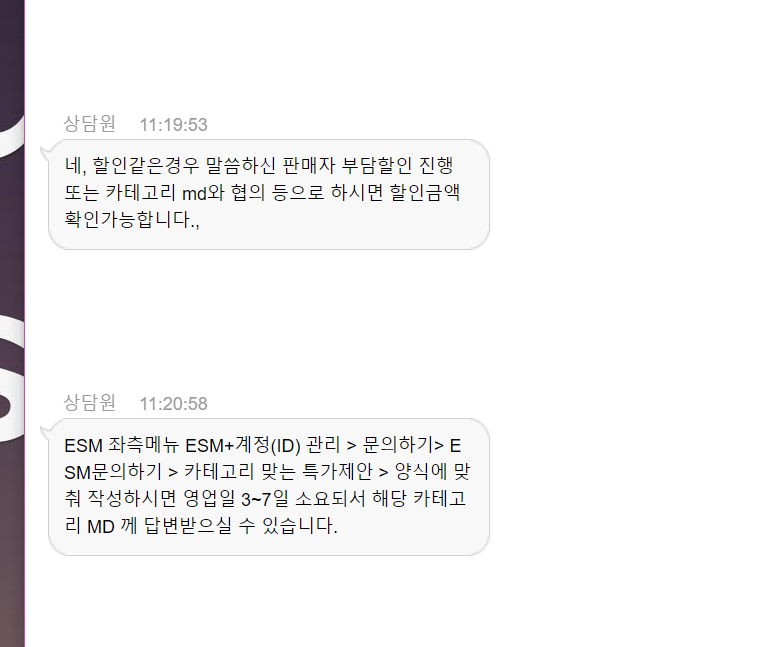 상담원 11:19:53
네, 할인같은경우 말씀하신 판매자 부담할인 진행
또는 카테고리 md와 협의 등으로 하시면 할인금액
확인가능합니다.,
상담원 11:20:58
ESM 좌측메뉴 ESM+계정(ID) 관리 > 문의하기> E
SM문의하기 > 카테고리 맞는 특가제안 > 양식에 맞
춰 작성하시면 영업일 3~7일 소요되서 해당 카테고
리 MD 께 답변받으실 수 있습니다.